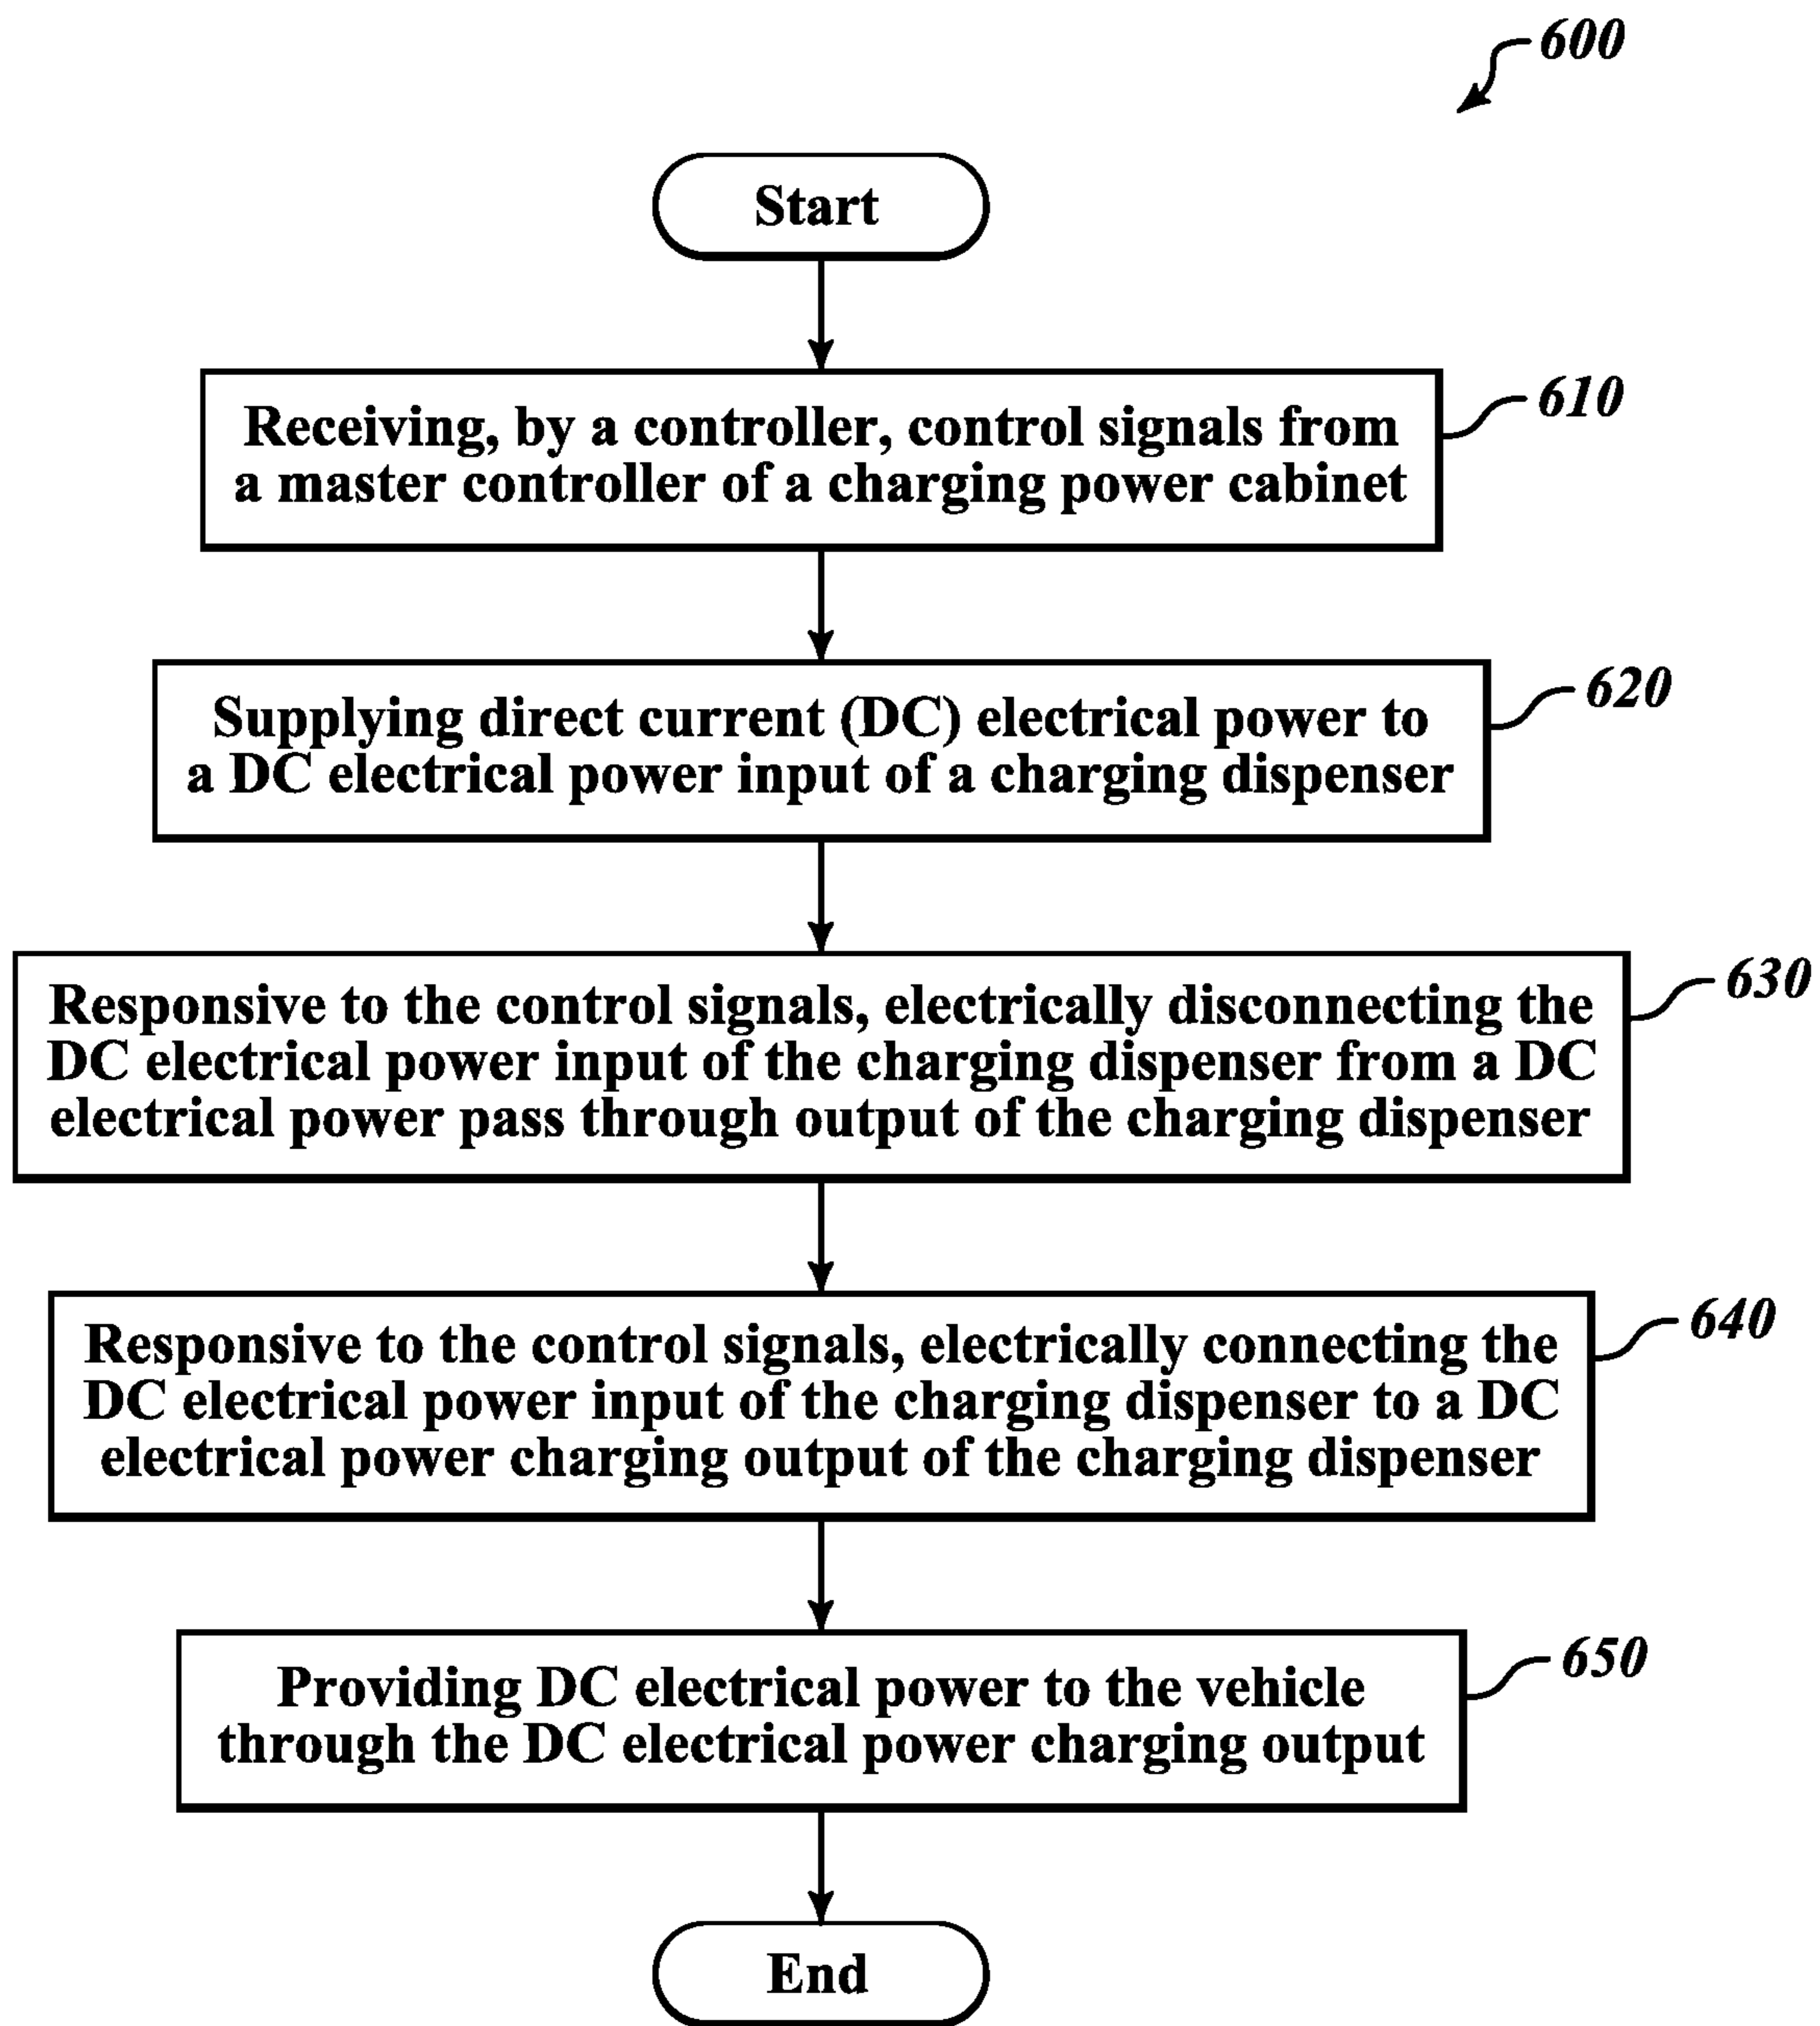 600
Start
Receiving, by a controller, control signals from
a master controller of a charging power cabinet
610
Supplying direct current (DC) electrical power to
a DC electrical power input of a charging dispenser
620
Responsive to the control signals, electrically disconnecting the
DC electrical power input of the charging dispenser from a DC
electrical power pass through output of the charging dispenser
630
Responsive to the control signals, electrically connecting the
DC electrical power input of the charging dispenser to a DC
electrical power charging output of the charging dispenser
640
Providing DC electrical power to the vehicle
through the DC electrical power charging output
650
End